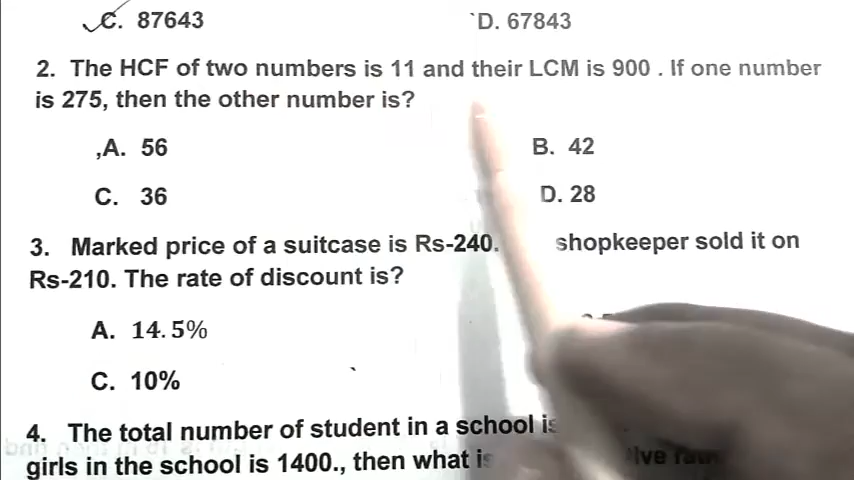 C. 87643 D. 67843
2. The HCF of two numbers is 11 and their LCM is 900 . If one number
is 275, then the other number is?
A. 56 B. 42
C. 36 D. 28
3. Marked price of a suitcase is Rs-240. shopkeeper sold it on
Rs-210. The rate of discount is?
A. 14.5%
C. 10%
4. The total number of student in a school is
girls in the school is 1400., then what is